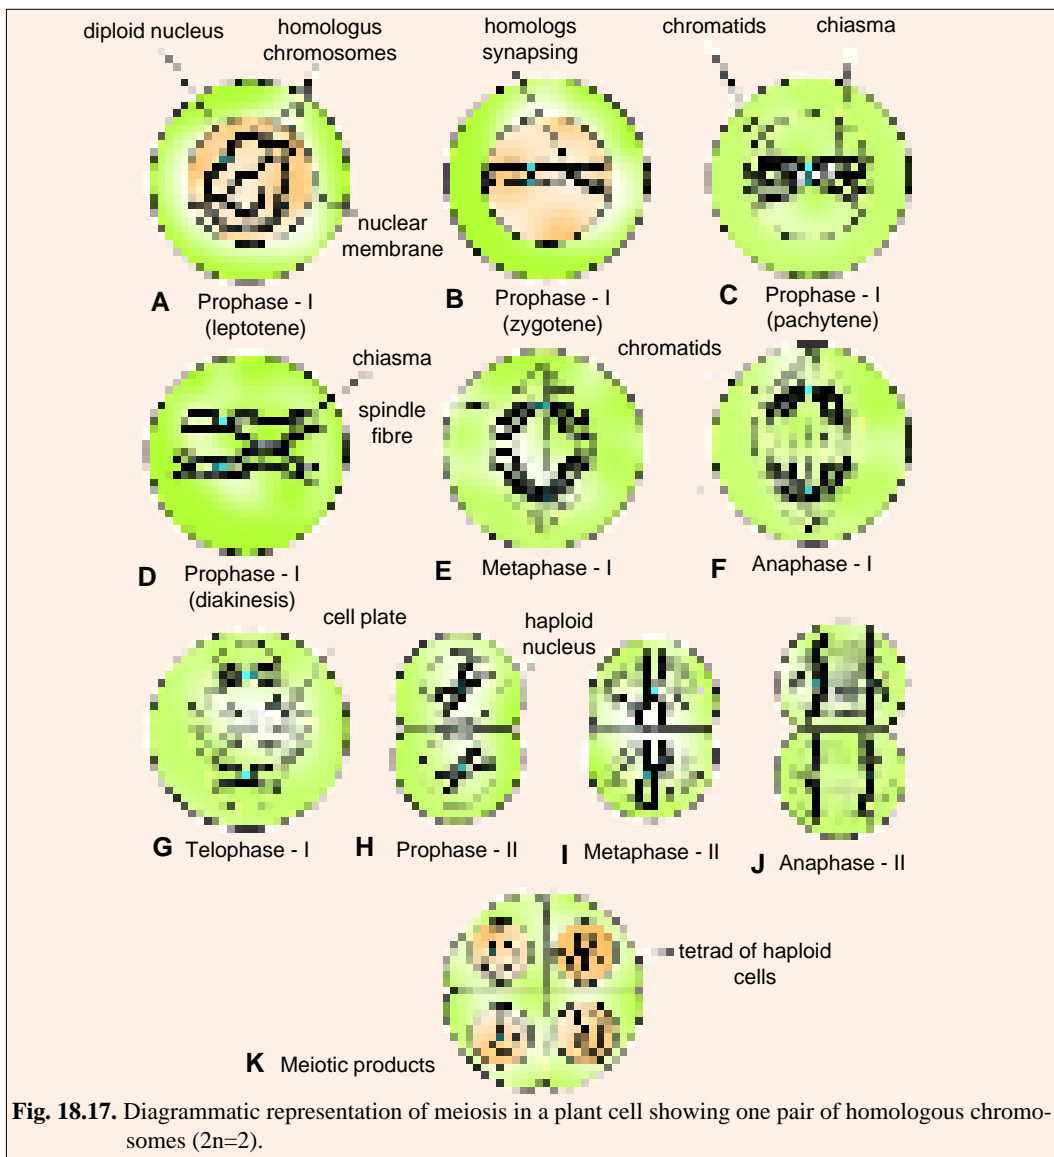 diploid nucleus
homologus
chromosomes
homologs
synapsing
chromatids
chiasma
nuclear
membrane
A Prophase - I
(leptotene)
B Prophase - I
(zygotene)
C Prophase - I
(pachytene)
chiasma
spindle
fibre
chromatids
D Prophase - I
(diakinesis)
E Metaphase - I
F Anaphase - I
cell plate
haploid
nucleus
G Telophase - I
H Prophase - II
I Metaphase - II
J Anaphase - II
tetrad of haploid
cells
K Meiotic products
Fig. 18.17. Diagrammatic representation of meiosis in a plant cell showing one pair of homologous chromo-
somes (2n=2).